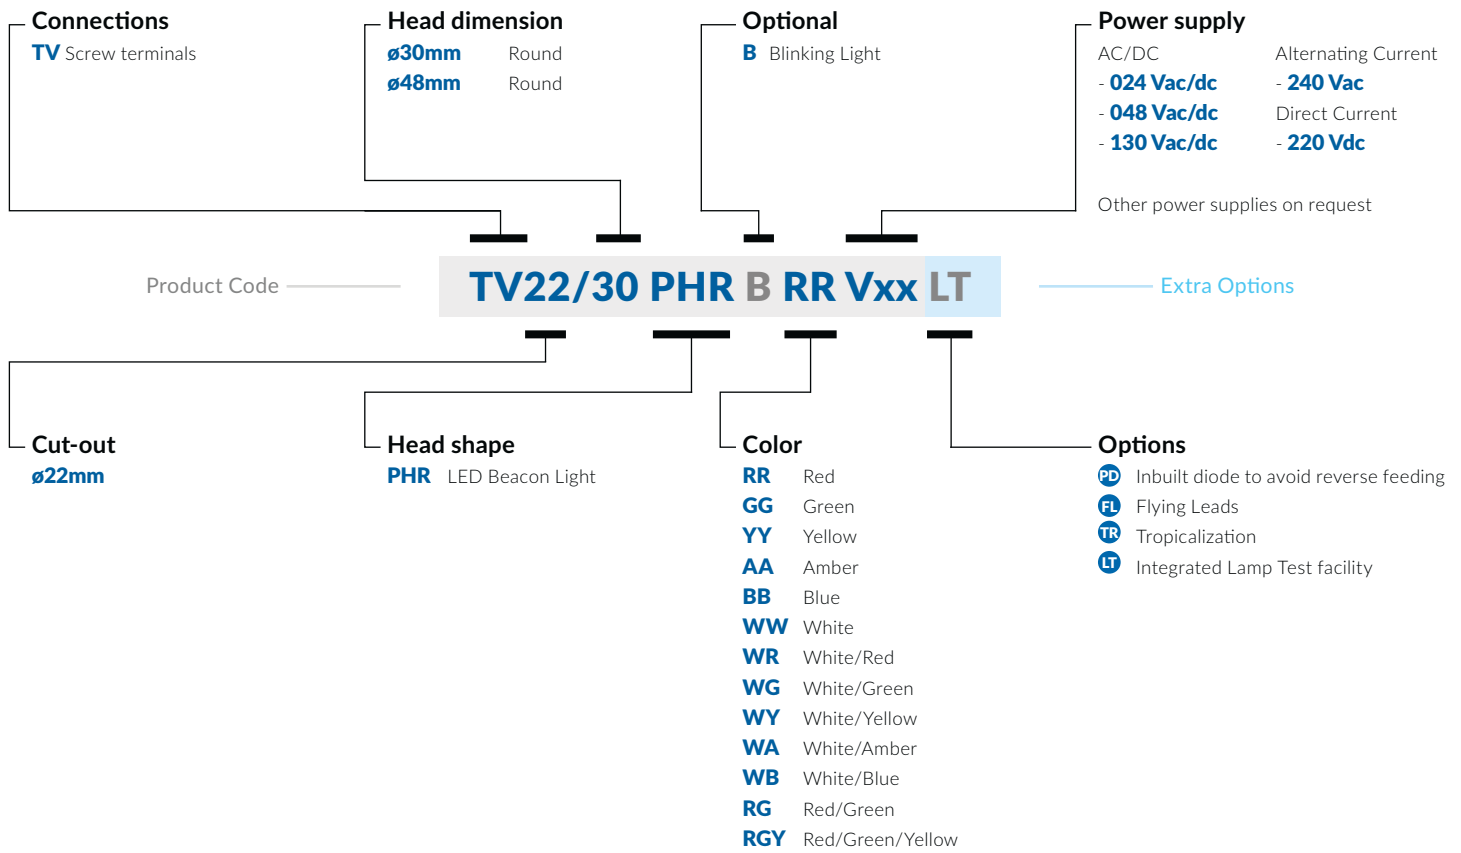 Connections
TV Screw terminals
Head dimension
ø30mm Round
ø48mm Round
Optional
B Blinking Light
Power supply
AC/DC
- 024 Vac/dc
- 048 Vac/dc
- 130 Vac/dc
Alternating Current
- 240 Vac
Direct Current
- 220 Vdc
Other power supplies on request
Product Code
TV22/30 PHR B RR Vxx LT
Extra Options
Cut-out
ø22mm
Head shape
PHR LED Beacon Light
Color
RR Red
GG Green
YY Yellow
AA Amber
BB Blue
WW White
WR White/Red
WG White/Green
WY White/Yellow
WA White/Amber
WB White/Blue
RG Red/Green
RGY Red/Green/Yellow
Options
PD Inbuilt diode to avoid reverse feeding
FL Flying Leads
TR Tropicalization
LT Integrated Lamp Test facility